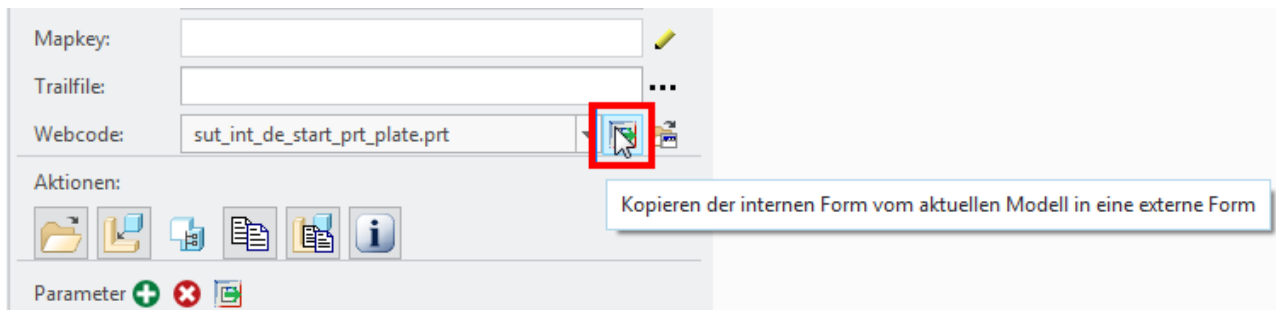 Mapkey:
Trailfile:
Webcode: sut_int_de_start_prt_plate.prt
Aktionen:
Kopieren der internen Form vom aktuellen Modell in eine externe Form
Parameter